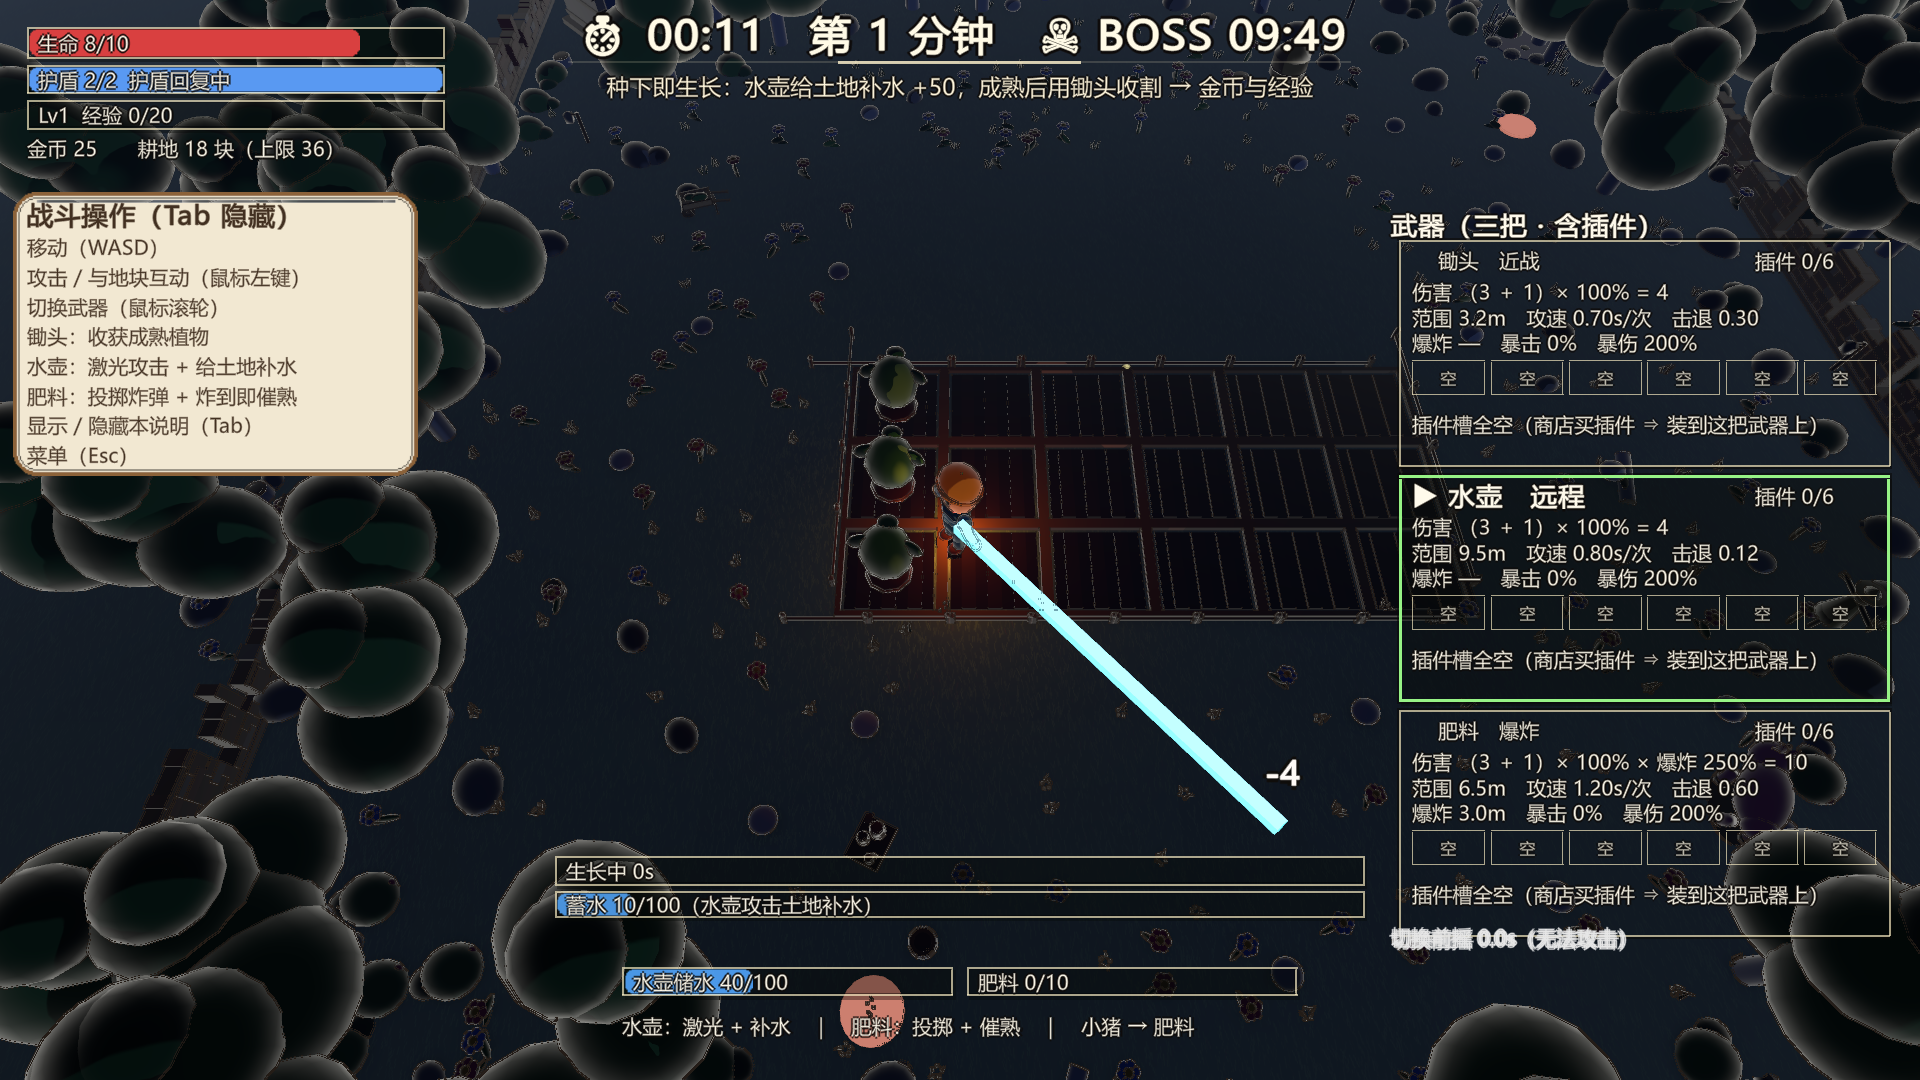 生命 8/10
护盾 2/2 护盾回复中
Lv1 经验 0/20
金币 25 耕地 18 块（上限 36）
00:11 第 1 分钟 BOSS 09:49
种下即生长：水壶给土地补水 +50，成熟后用锄头收割 → 金币与经验
战斗操作（Tab 隐藏）
移动（WASD）
攻击 / 与地块互动（鼠标左键）
切换武器（鼠标滚轮）
锄头：收获成熟植物
水壶：激光攻击 + 给土地补水
肥料：投掷炸弹 + 炸到即催熟
显示 / 隐藏本说明（Tab）
菜单（Esc）
武器（三把 · 含插件）
锄头 近战 插件 0/6
伤害 （3 + 1）× 100% = 4
范围 3.2m 攻速 0.70s/次 击退 0.30
爆炸 — 暴击 0% 暴伤 200%
空 空 空 空 空 空
插件槽全空（商店买插件 ⇒ 装到这把武器上）
▶ 水壶 远程 插件 0/6
伤害 （3 + 1）× 100% = 4
范围 9.5m 攻速 0.80s/次 击退 0.12
爆炸 — 暴击 0% 暴伤 200%
空 空 空 空 空 空
插件槽全空（商店买插件 ⇒ 装到这把武器上）
肥料 爆炸 插件 0/6
伤害 （3 + 1）× 100% × 爆炸 250% = 10
范围 6.5m 攻速 1.20s/次 击退 0.60
爆炸 3.0m 暴击 0% 暴伤 200%
空 空 空 空 空 空
插件槽全空（商店买插件 ⇒ 装到这把武器上）
切换前摇 0.0s（无法攻击）
-4
生长中 0s
蓄水 10/100（水壶攻击土地补水）
水壶储水 40/100 肥料 0/10
水壶：激光 + 补水 | 肥料：投掷 + 催熟 | 小猪 → 肥料